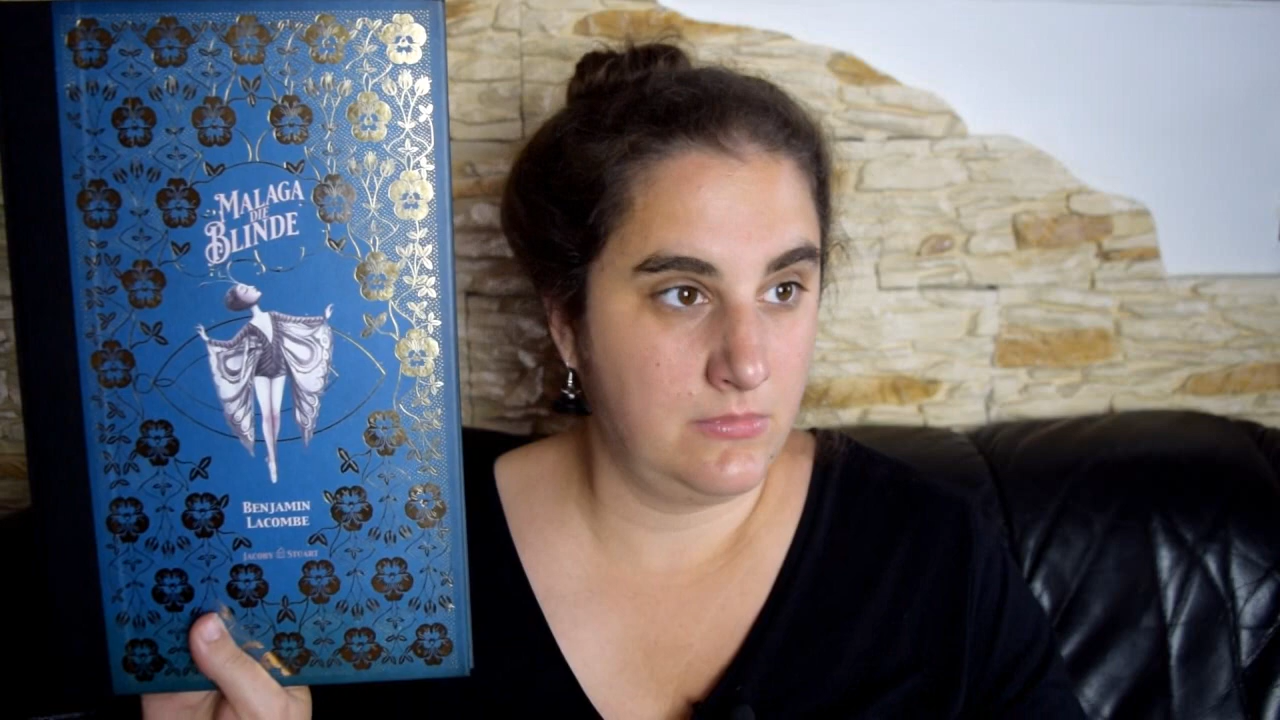 MALAGA
DIE
BLINDE
BENJAMIN
LACOMBE
JACOBY STUART